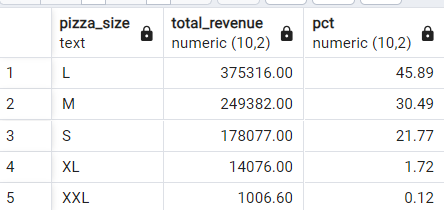 pizza_size total_revenue pct
text numeric (10,2) numeric (10,2)
1 L 375316.00 45.89
2 M 249382.00 30.49
3 S 178077.00 21.77
4 XL 14076.00 1.72
5 XXL 1006.60 0.12